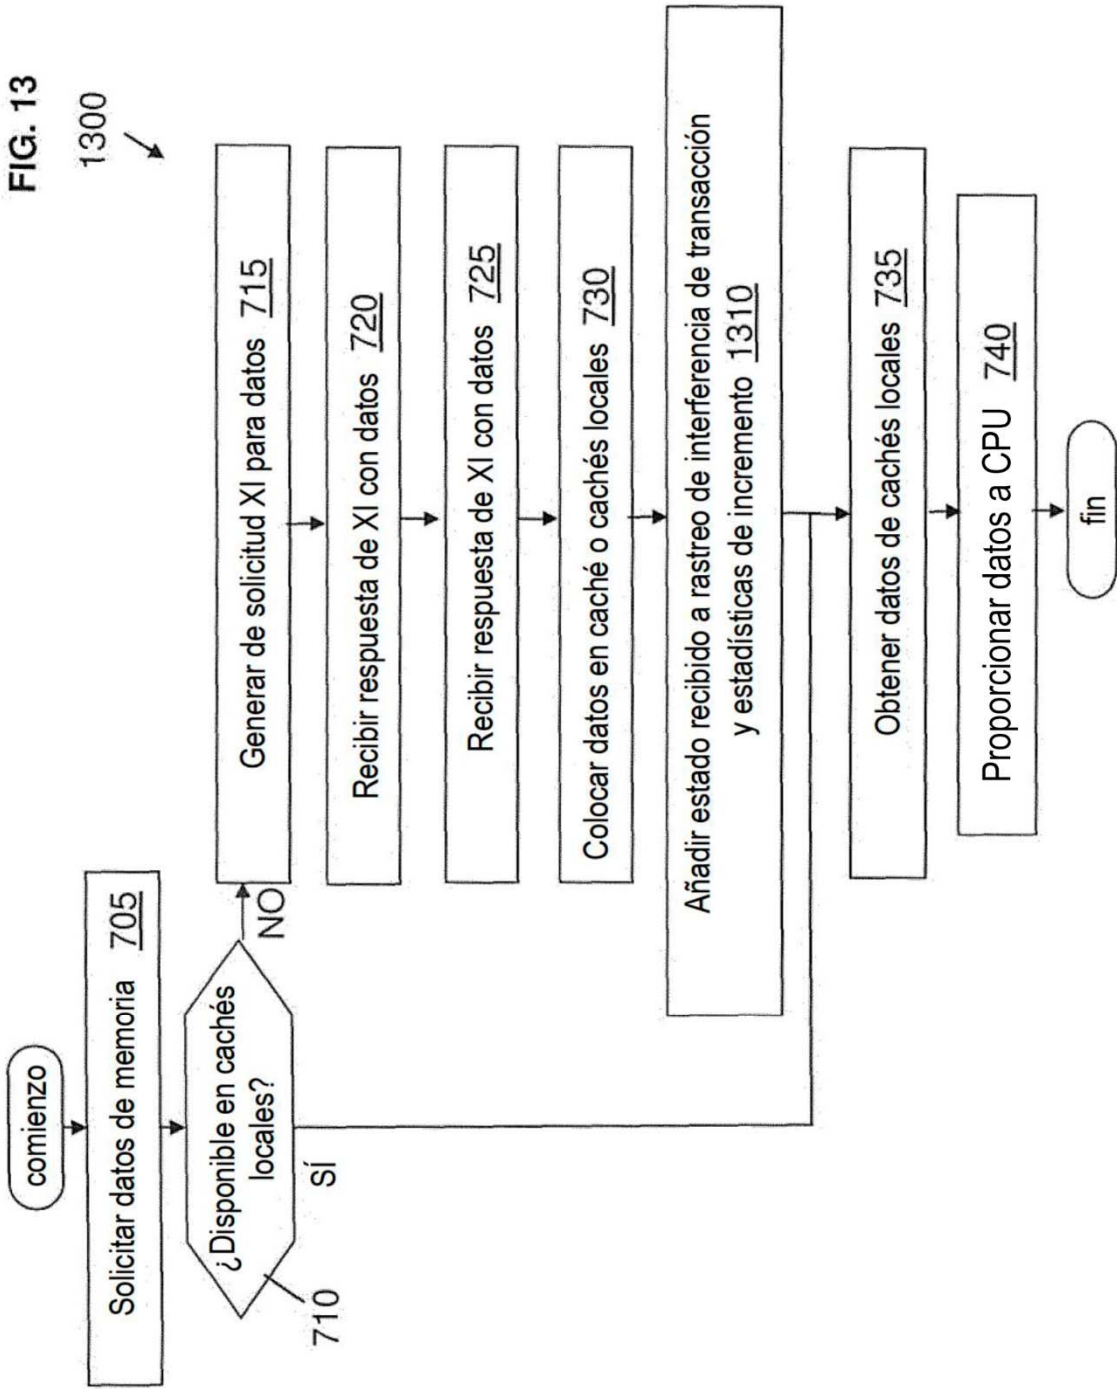 FIG. 13
1300
comienzo
Solicitar datos de memoria 705
¿Disponible en cachés
locales?
710
NO
SÍ
Generar de solicitud XI para datos 715
Recibir respuesta de XI con datos 720
Recibir respuesta de XI con datos 725
Colocar datos en caché o cachés locales 730
Añadir estado recibido a rastreo de interferencia de transacción
y estadísticas de incremento 1310
Obtener datos de cachés locales 735
Proporcionar datos a CPU 740
fin